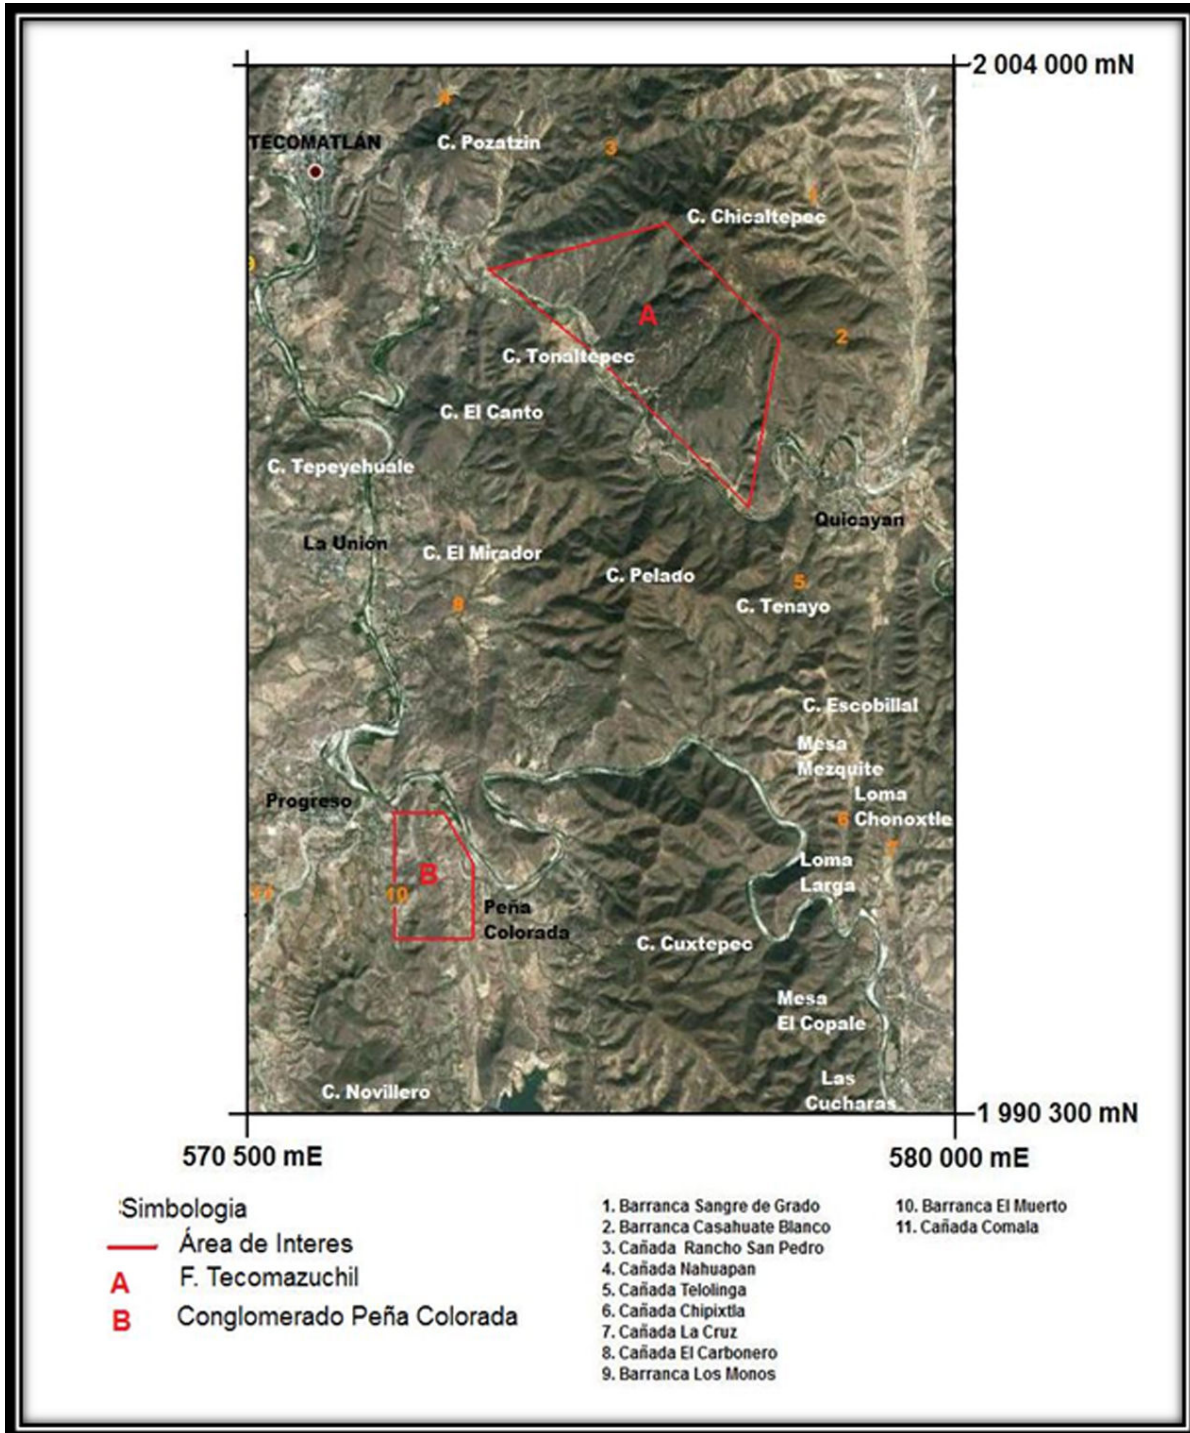 2 004 000 mN
4
C. Pozatzin
TECOMATLÁN
3
1
C. Chicaltepec
9
A
2
C. Tonaltepec
C. El Canto
C. Tepeyehuale
Quicayan
La Unión
C. El Mirador
C. Pelado
5
8
C. Tenayo
C. Escobillal
Mesa
Mezquite
Loma
Chonoxtle
Progreso
6
7
Loma
Larga
B
11
10
Peña
Colorada
C. Cuxtepec
Mesa
El Copale
Las
Cucharas
C. Novillero
1 990 300 mN
570 500 mE
580 000 mE
Simbologia
Área de Interes
A F. Tecomazuchil
B Conglomerado Peña Colorada
1. Barranca Sangre de Grado
2. Barranca Casahuate Blanco
3. Cañada Rancho San Pedro
4. Cañada Nahuapan
5. Cañada Telolinga
6. Cañada Chipixtla
7. Cañada La Cruz
8. Cañada El Carbonero
9. Barranca Los Monos
10. Barranca El Muerto
11. Cañada Comala